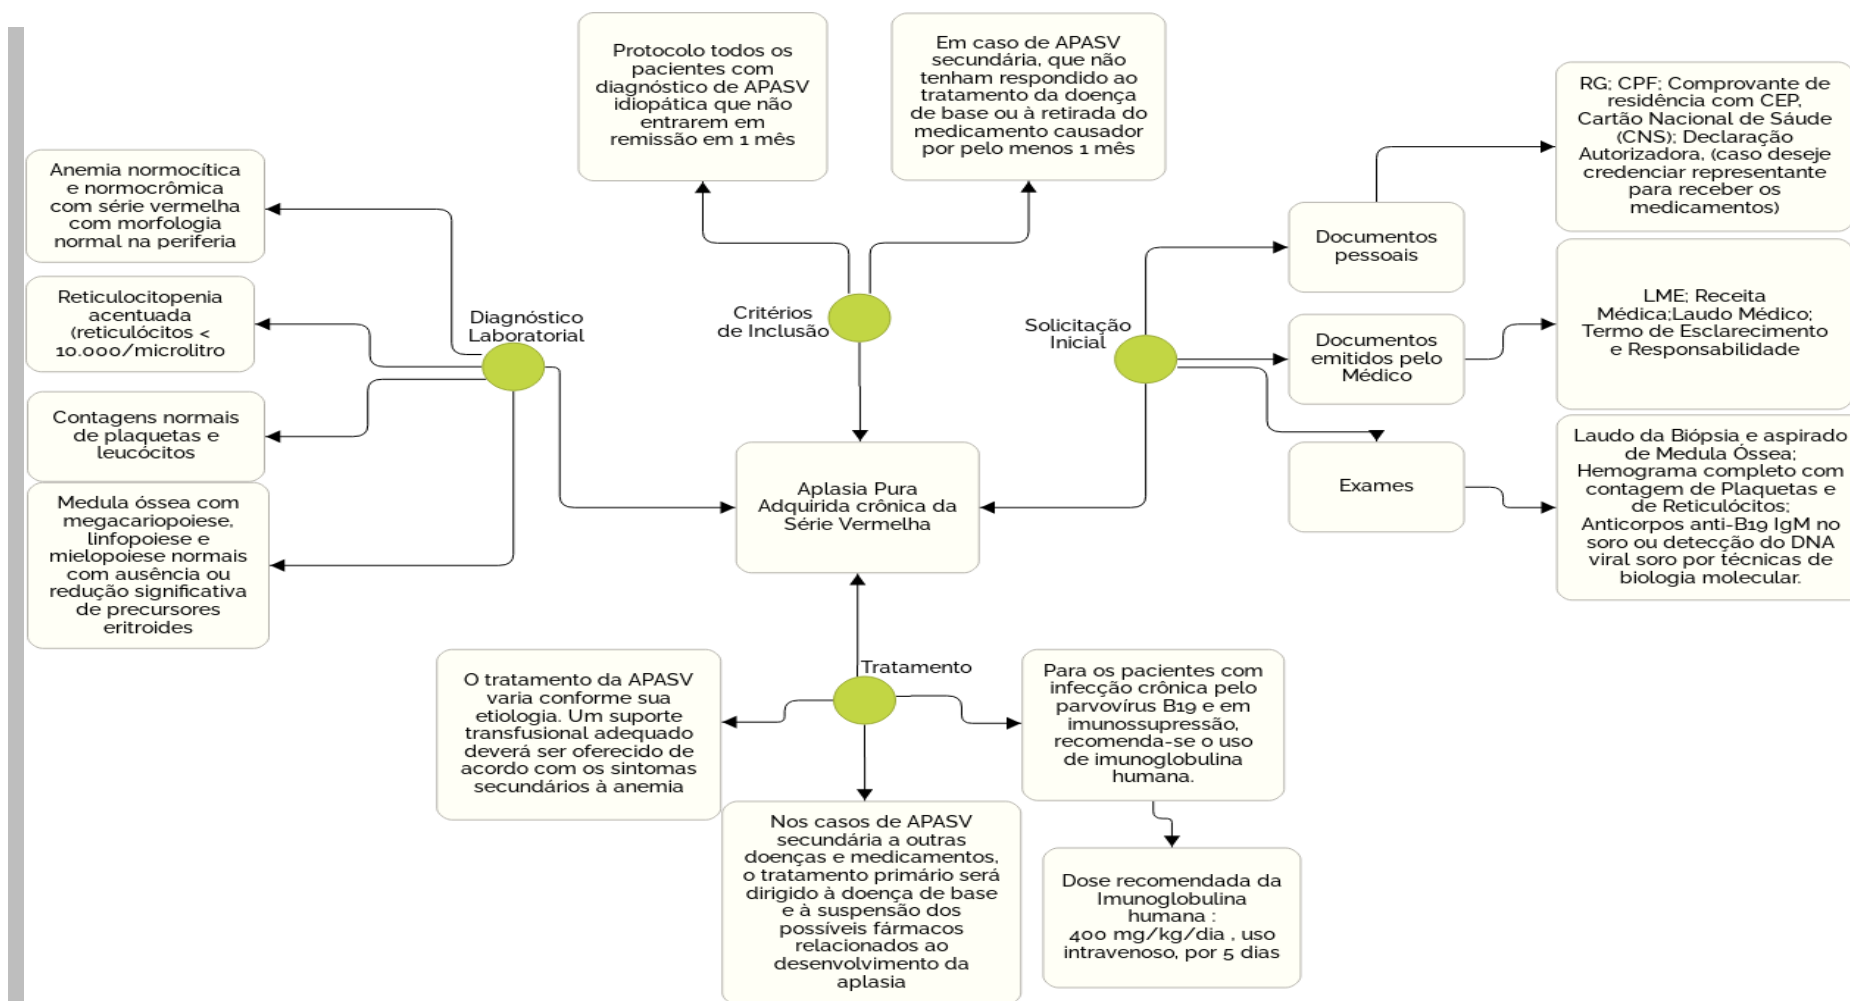 Protocolo todos os
pacientes com
diagnóstico de APASV
idiopática que não
entrarem em
remissão em 1 mês
Em caso de APASV
secundária, que não
tenham respondido ao
tratamento da doença
de base ou à retirada do
medicamento causador
por pelo menos 1 mês
RG; CPF; Comprovante de
residência com CEP,
Cartão Nacional de Sáude
(CNS); Declaração
Autorizadora, (caso deseje
credenciar representante
para receber os
medicamentos)
Anemia normocítica
e normocrômica
com série vermelha
com morfologia
normal na periferia
Documentos
pessoais
Reticulocitopenia
acentuada
(reticulócitos <
10.000/microlitro
Diagnóstico
Laboratorial
Critérios
de Inclusão
Solicitação
Inicial
Documentos
emitidos pelo
Médico
LME; Receita
Médica;Laudo Médico;
Termo de Esclarecimento
e Responsabilidade
Contagens normais
de plaquetas e
leucócitos
Medula óssea com
megacariopoiese,
linfopoiese e
mielopoiese normais
com ausência ou
redução significativa
de precursores
eritroides
Aplasia Pura
Adquirida crônica da
Série Vermelha
Exames
Laudo da Biópsia e aspirado
de Medula Óssea;
Hemograma completo com
contagem de Plaquetas e
de Reticulócitos;
Anticorpos anti-B19 IgM no
soro ou detecção do DNA
viral soro por técnicas de
biologia molecular.
Tratamento
O tratamento da APASV
varia conforme sua
etiologia. Um suporte
transfusional adequado
deverá ser oferecido de
acordo com os sintomas
secundários à anemia
Para os pacientes com
infecção crônica pelo
parvovírus B19 e em
imunossupressão,
recomenda-se o uso
de imunoglobulina
humana.
Nos casos de APASV
secundária a outras
doenças e medicamentos,
o tratamento primário será
dirigido à doença de base
e à suspensão dos
possíveis fármacos
relacionados ao
desenvolvimento da
aplasia
Dose recomendada da
Imunoglobulina
humana :
400 mg/kg/dia , uso
intravenoso, por 5 dias